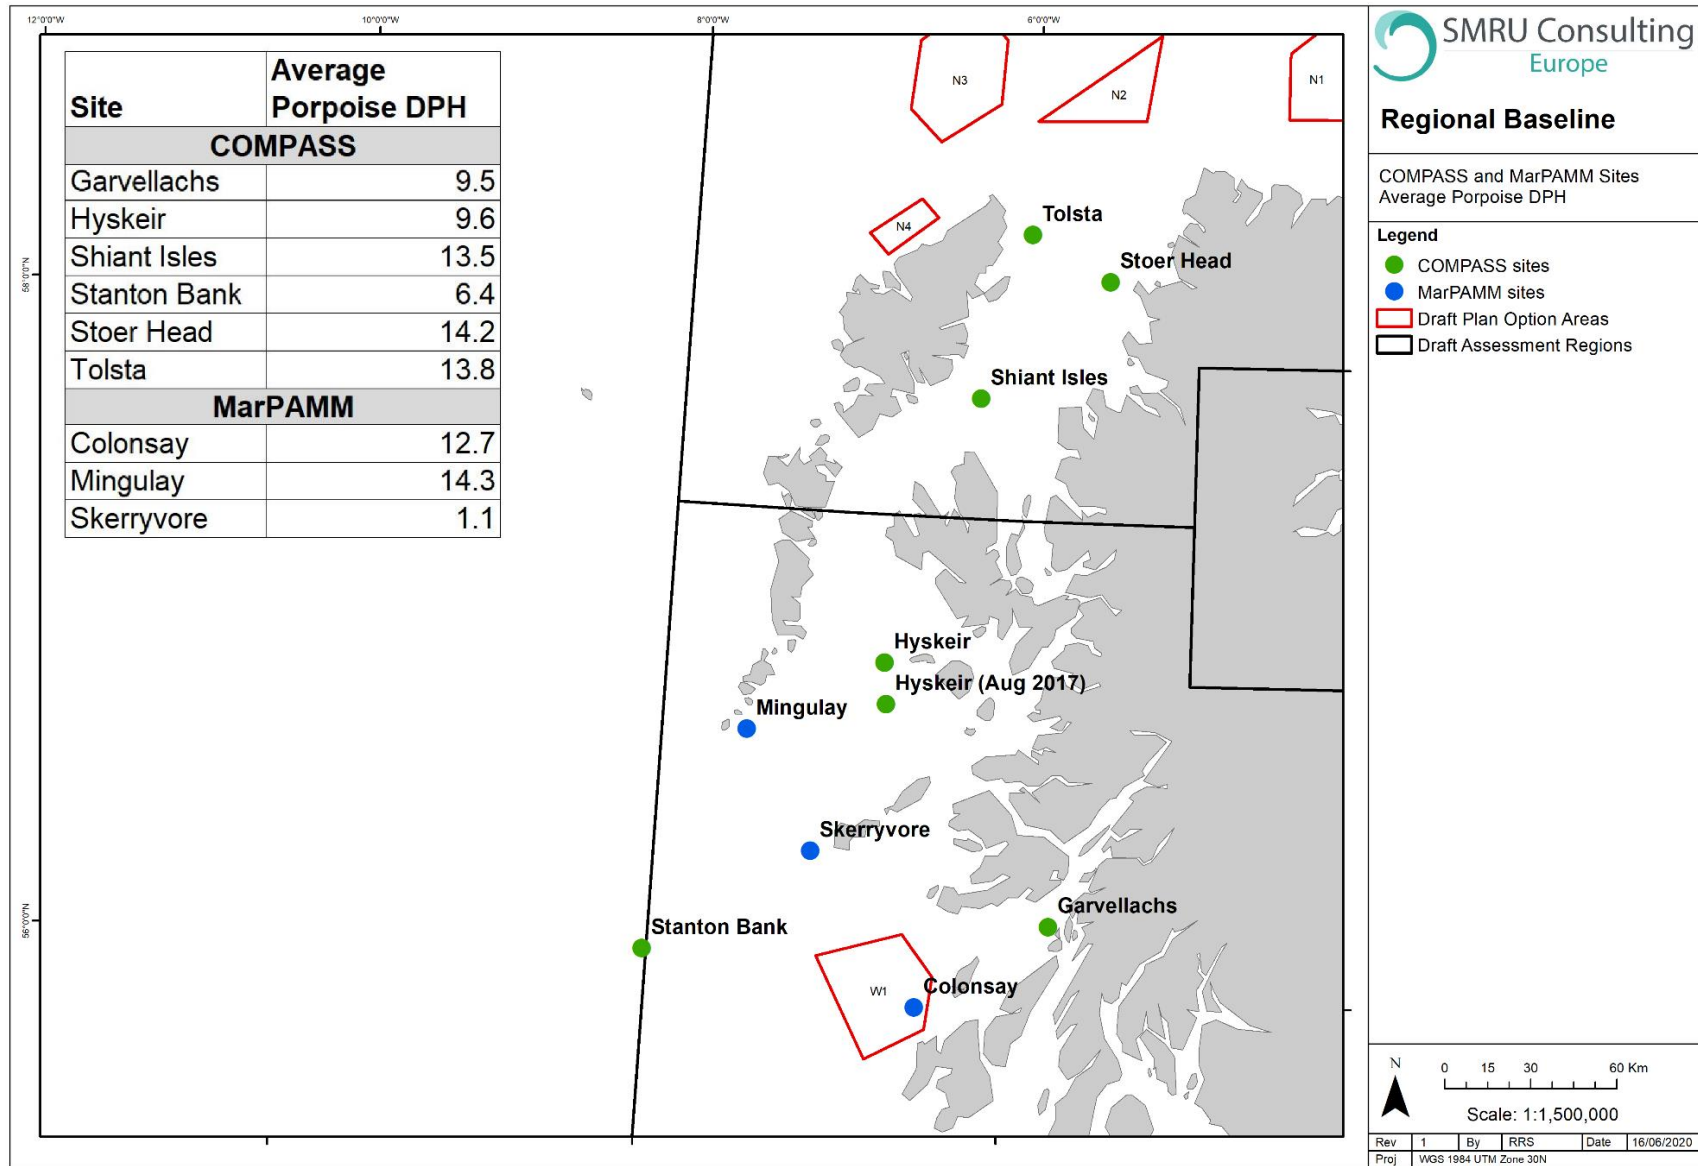 12°0'0"W
10°0'0"W
8°0'0"W
6°0'0"W
58°0'0"N
56°0'0"N
Site Average Porpoise DPH
COMPASS
Garvellachs 9.5
Hyskeir 9.6
Shiant Isles 13.5
Stanton Bank 6.4
Stoer Head 14.2
Tolsta 13.8
MarPAMM
Colonsay 12.7
Mingulay 14.3
Skerryvore 1.1
N3
N2
N1
N4
Tolsta
Stoer Head
Shiant Isles
Hyskeir
Hyskeir (Aug 2017)
Mingulay
Skerryvore
Garvellachs
Stanton Bank
W1
Colonsay
SMRU Consulting
Europe
Regional Baseline
COMPASS and MarPAMM Sites
Average Porpoise DPH
Legend
COMPASS sites
MarPAMM sites
Draft Plan Option Areas
Draft Assessment Regions
N
0 15 30 60 Km
Scale: 1:1,500,000
Rev 1 By RRS Date 16/06/2020
Proj WGS 1984 UTM Zone 30N